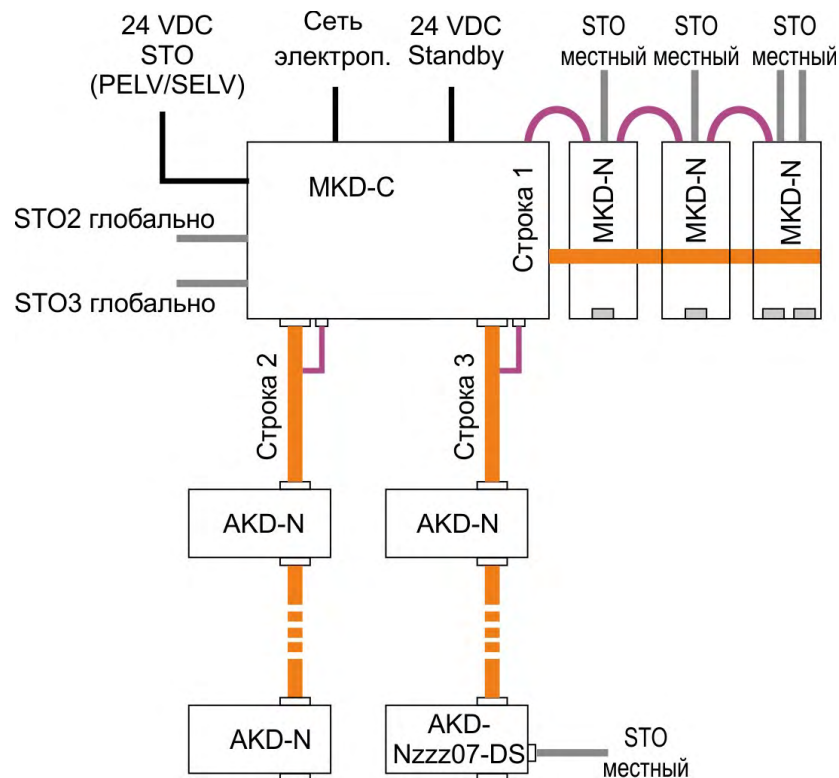 24 VDC
STO
(PELV/SELV)
Сеть
электроп.
24 VDC
Standby
STO
местный
STO
местный
STO
местный
MKD-C
Строка 1
MKD-N
MKD-N
MKD-N
STO2 глобально
STO3 глобально
Строка 2
Строка 3
AKD-N
AKD-N
AKD-N
AKD-
Nzzz07-DS
STO
местный